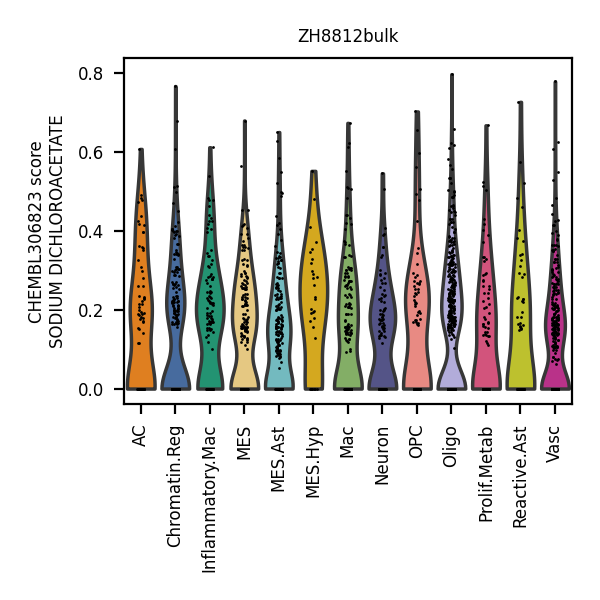 ZH8812bulk
CHEMBL306823 score
SODIUM DICHLOROACETATE
0.8
0.6
0.4
0.2
0.0
AC
Chromatin.Reg
Inflammatory.Mac
MES
MES.Ast
MES.Hyp
Mac
Neuron
OPC
Oligo
Prolif.Metab
Reactive.Ast
Vasc